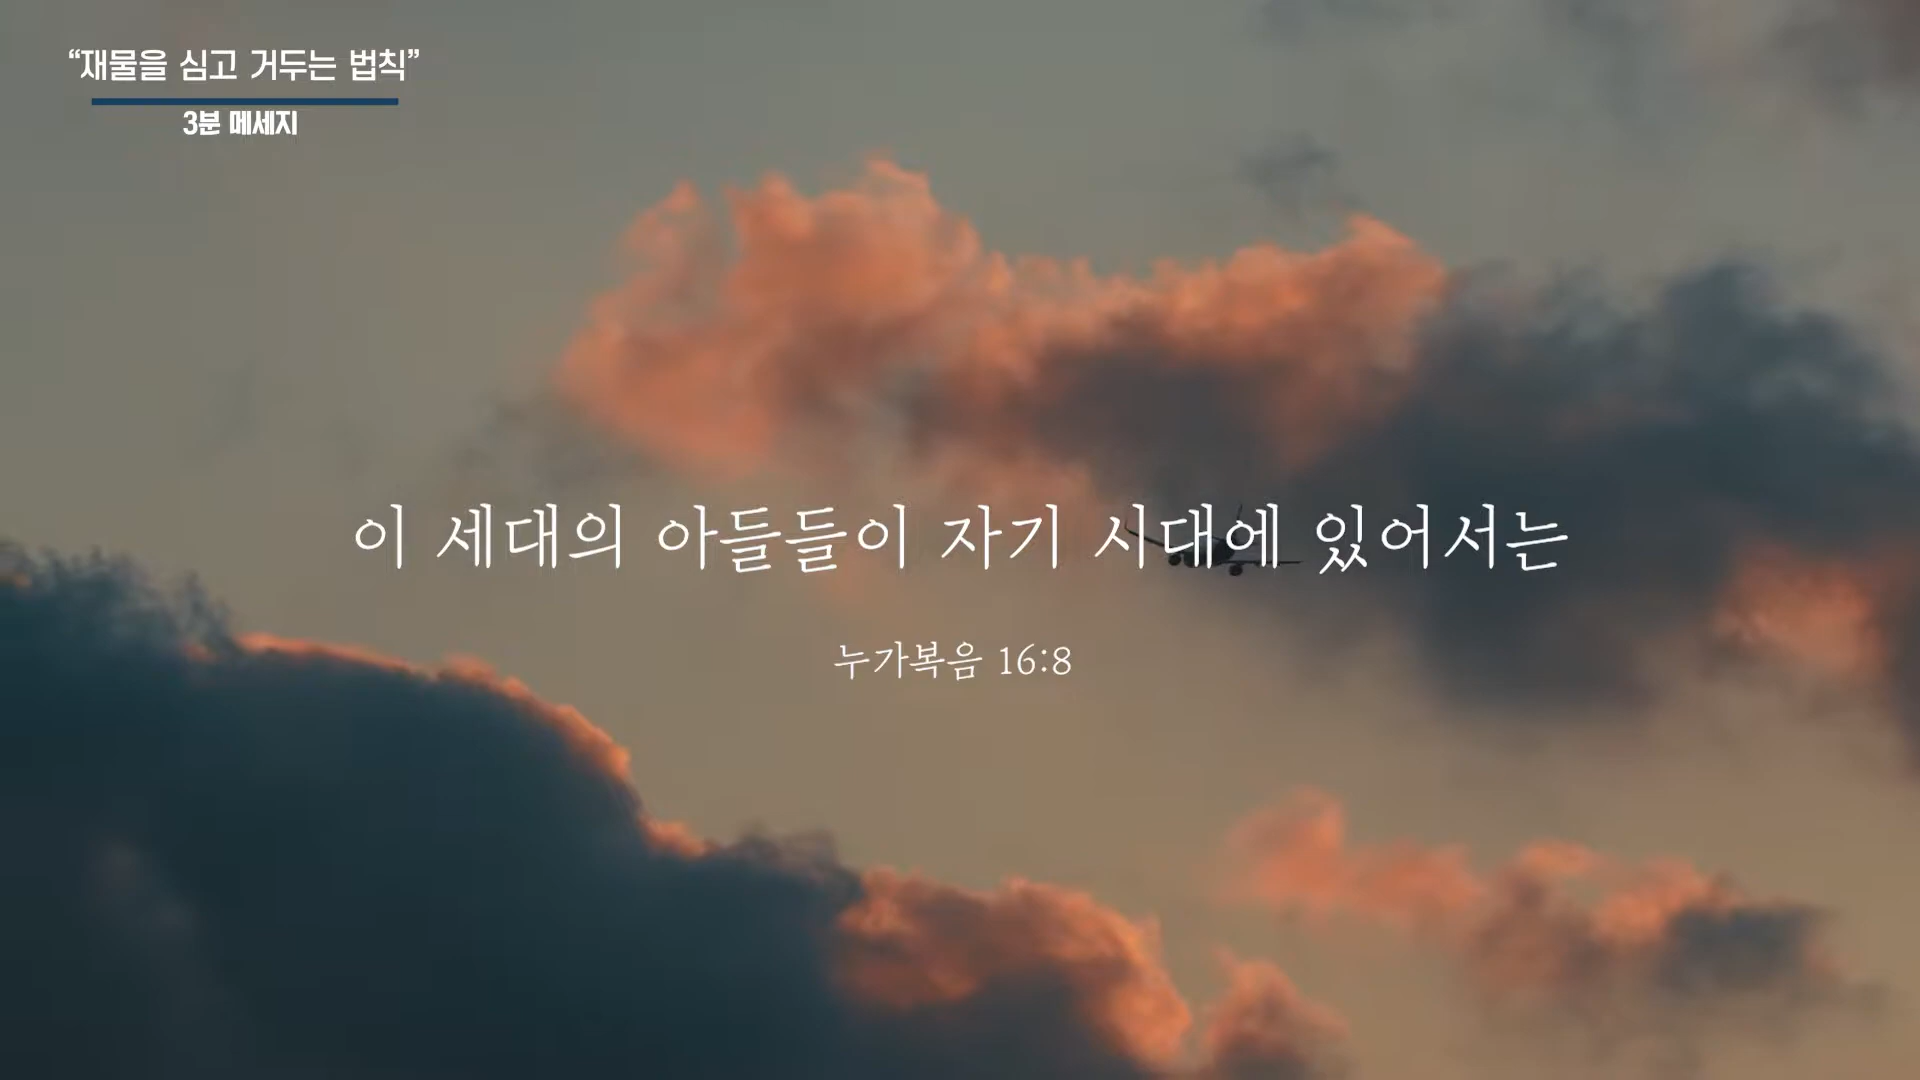 “재물을 심고 거두는 법칙”
3분 메세지
이 세대의 아들들이 자기 시대에 있어서는
누가복음 16:8